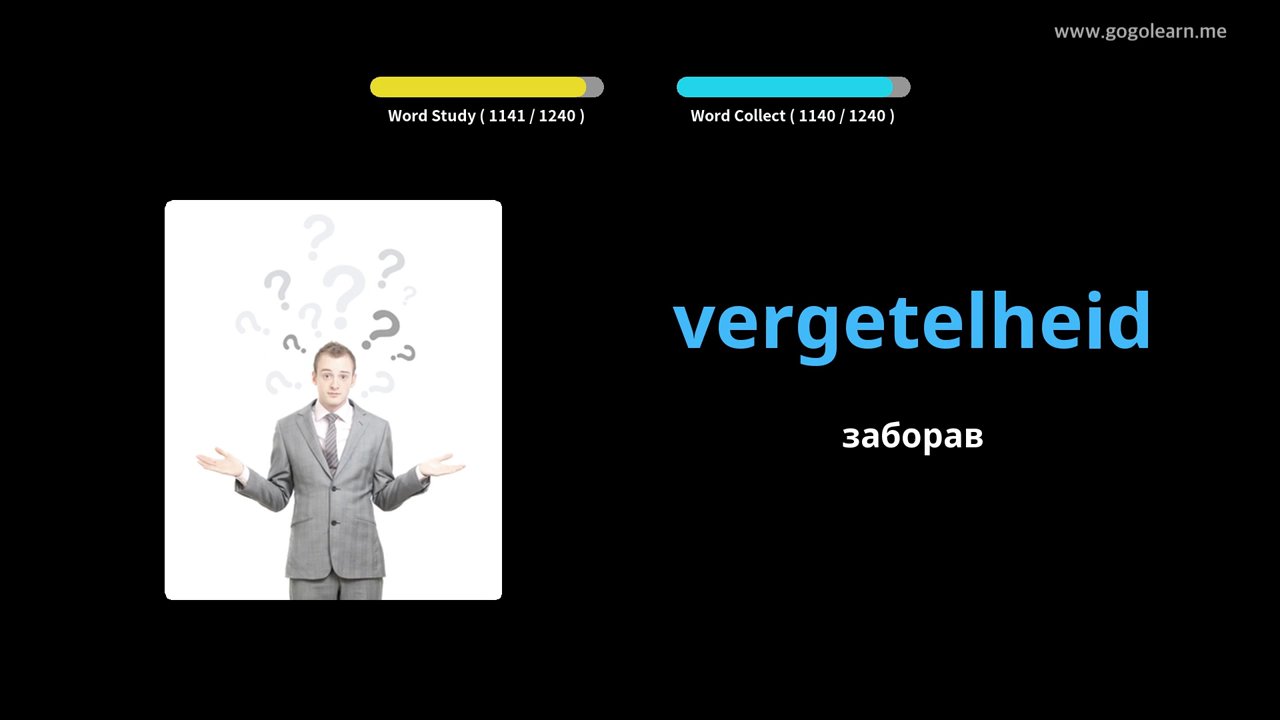 www.gogolearn.me
Word Study ( 1141 / 1240 )
Word Collect ( 1140 / 1240 )
vergetelheid
заборав